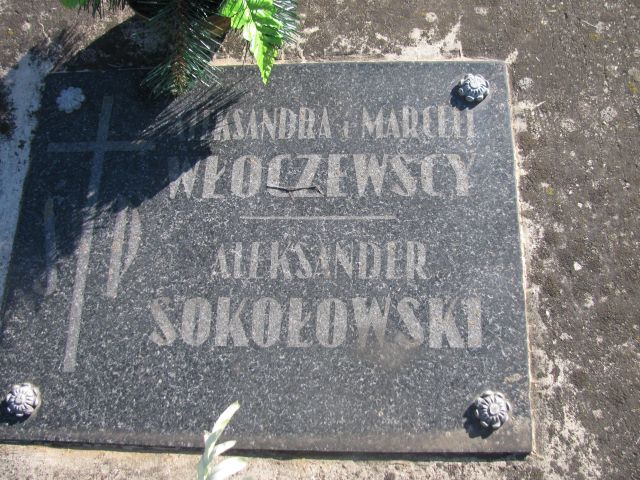 ALEKSANDRA i MARCELI
WŁOCZEWSCY
Ś P
ALEKSANDER
SOKOŁOWSKI